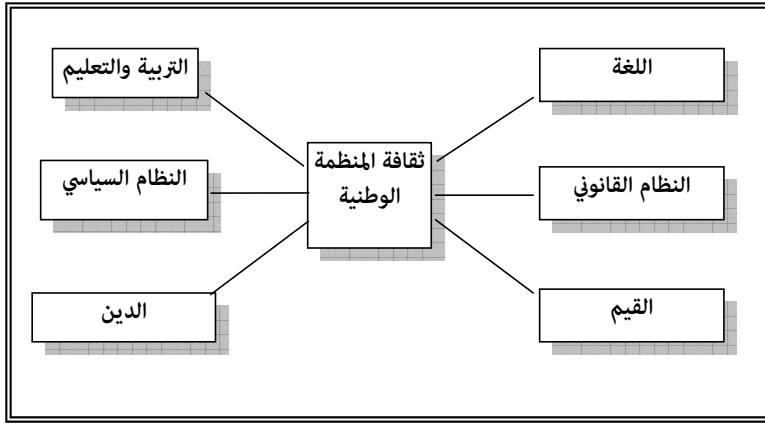 اللغة
التربية والتعليم
ثقافة المنظمة
الوطنية
النظام القانوني
النظام السياسي
القيم
الدين